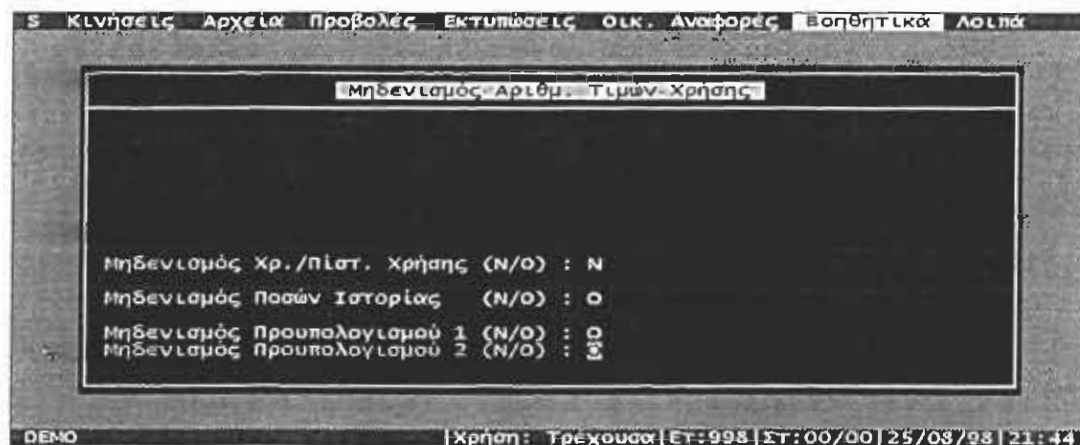 S Κινήσεις Αρχεία Προβολές Εκτυπώσεις Οικ. Αναφορές Βοηθητικά Λοιπά
Μηδενισμός Αριθμ. Τιμών Χρήσης
Μηδενισμός Χρ./Πίστ. Χρήσης (Ν/Ο) : Ν
Μηδενισμός Ποσών Ιστορίας (Ν/Ο) : Ο
Μηδενισμός Προυπολογισμού 1 (Ν/Ο) : Ο
Μηδενισμός Προυπολογισμού 2 (Ν/Ο) : Ο
DEMO |Χρήση: Τρέχουσα|ΕΤ:998|ΣΤ:00/00|25/08/98|21:44